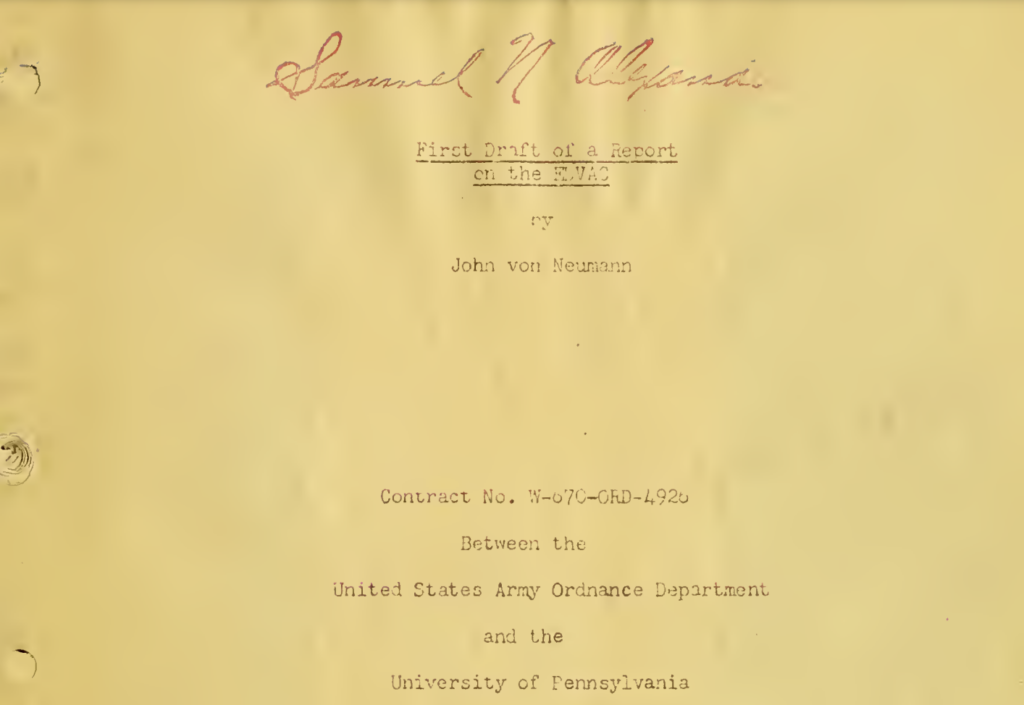 Samuel N Alexand
First Draft of a Report
on the EDVAC
by
John von Neumann
Contract No. W-670-ORD-4926
Between the
United States Army Ordnance Department
and the
University of Pennsylvania